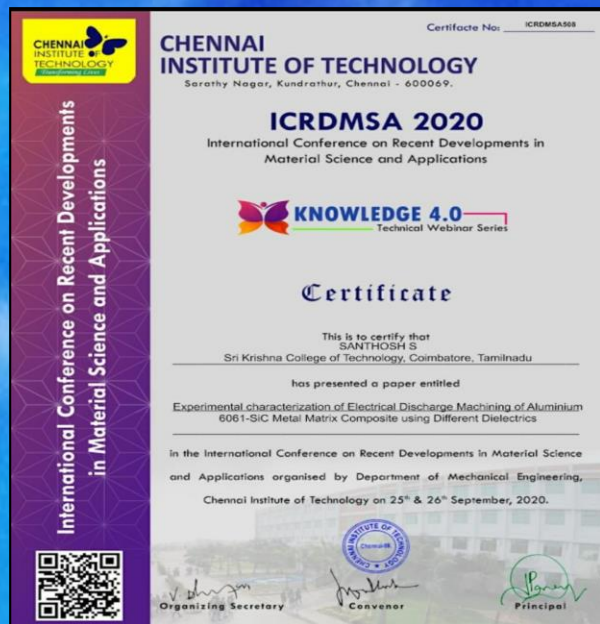 Certifacte No: ICRDMSA508
CHENNAI
INSTITUTE OF
TECHNOLOGY
Transforming Lives
CHENNAI
INSTITUTE OF TECHNOLOGY
Sarathy Nagar, Kundrathur, Chennai - 600069.
International Conference on Recent Developments
in Material Science and Applications
ICRDMSA 2020
International Conference on Recent Developments in
Material Science and Applications
KNOWLEDGE 4.0
Technical Webinar Series
Certificate
This is to certify that
SANTHOSH S
Sri Krishna College of Technology, Coimbatore, Tamilnadu
has presented a paper entitled
Experimental characterization of Electrical Discharge Machining of Aluminium
6061-SiC Metal Matrix Composite using Different Dielectrics
in the International Conference on Recent Developments in Material Science
and Applications organised by Department of Mechanical Engineering,
Chennai Institute of Technology on 25th & 26th September, 2020.
Organizing Secretary
Convenor
Principal